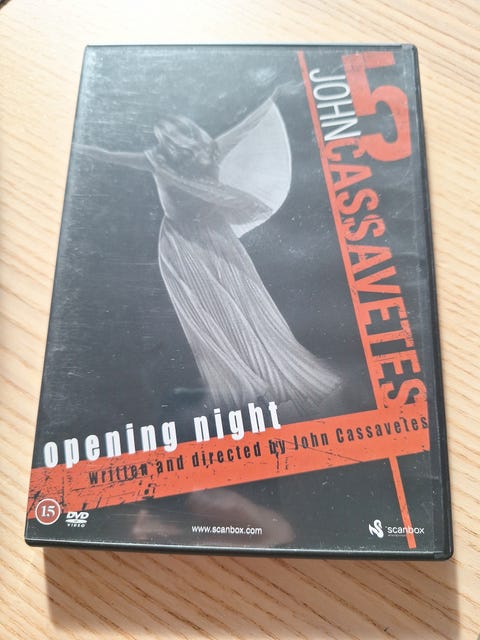 5
JOHN CASSAVETES
opening night
written and directed by John Cassavetes
15
DVD
VIDEO
www.scanbox.com
scanbox